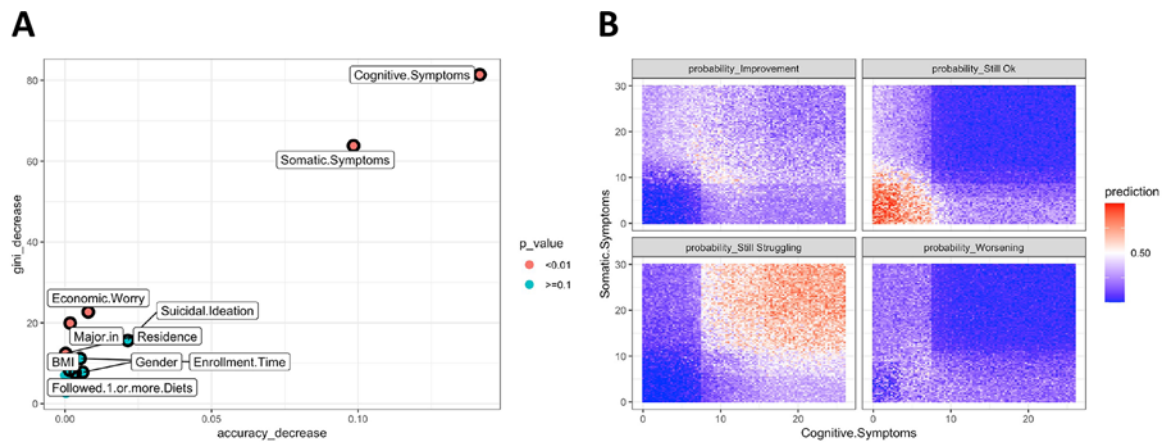 A
80
60
40
20
0
gini_decrease
0.00
0.05
0.10
accuracy_decrease
Cognitive.Symptoms
Somatic.Symptoms
Economic.Worry
Suicidal.Ideation
Major.in
Residence
BMI
Gender
Enrollment.Time
Followed.1.or.more.Diets
p_value
<0.01
>=0.1
B
probability_Improvement
probability_Still Ok
probability_Still Struggling
probability_Worsening
30
20
10
0
30
20
10
0
Somatic.Symptoms
0
10
20
0
10
20
Cognitive.Symptoms
prediction
0.50